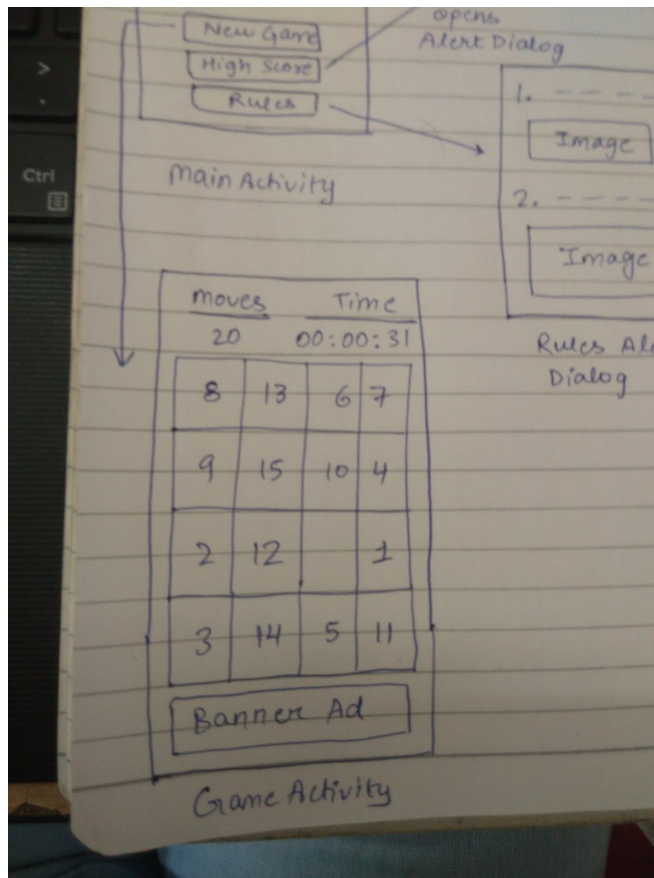 opens
Alert Dialog
New Game
High Score
Rules
Main Activity
1.
Image
2.
Image
Rules Ale
Dialog
Ctrl
moves Time
20 00:00:31
8 13 6 7
9 15 10 4
2 12 1
3 14 5 11
Banner Ad
Game Activity